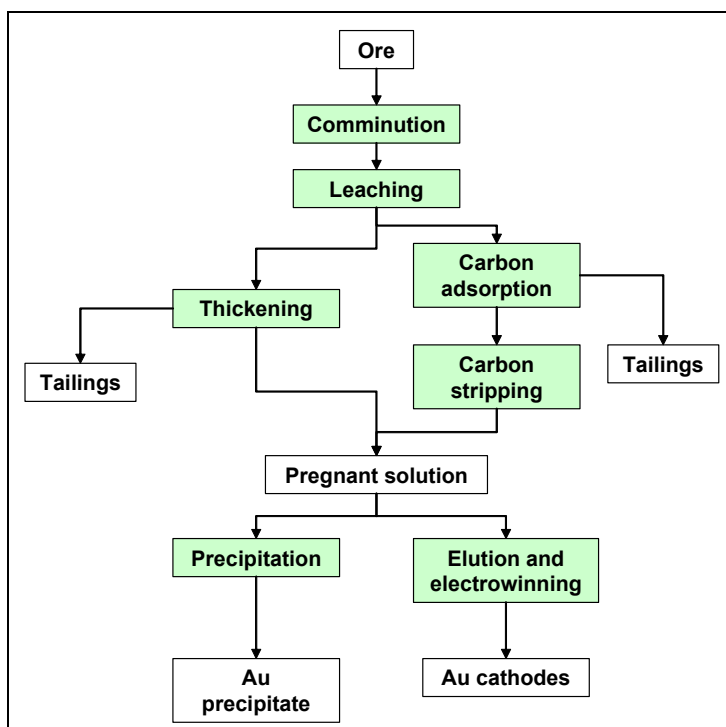 Ore
Comminution
Leaching
Carbon
adsorption
Thickening
Tailings
Carbon
stripping
Tailings
Pregnant solution
Precipitation
Elution and
electrowinning
Au
precipitate
Au cathodes